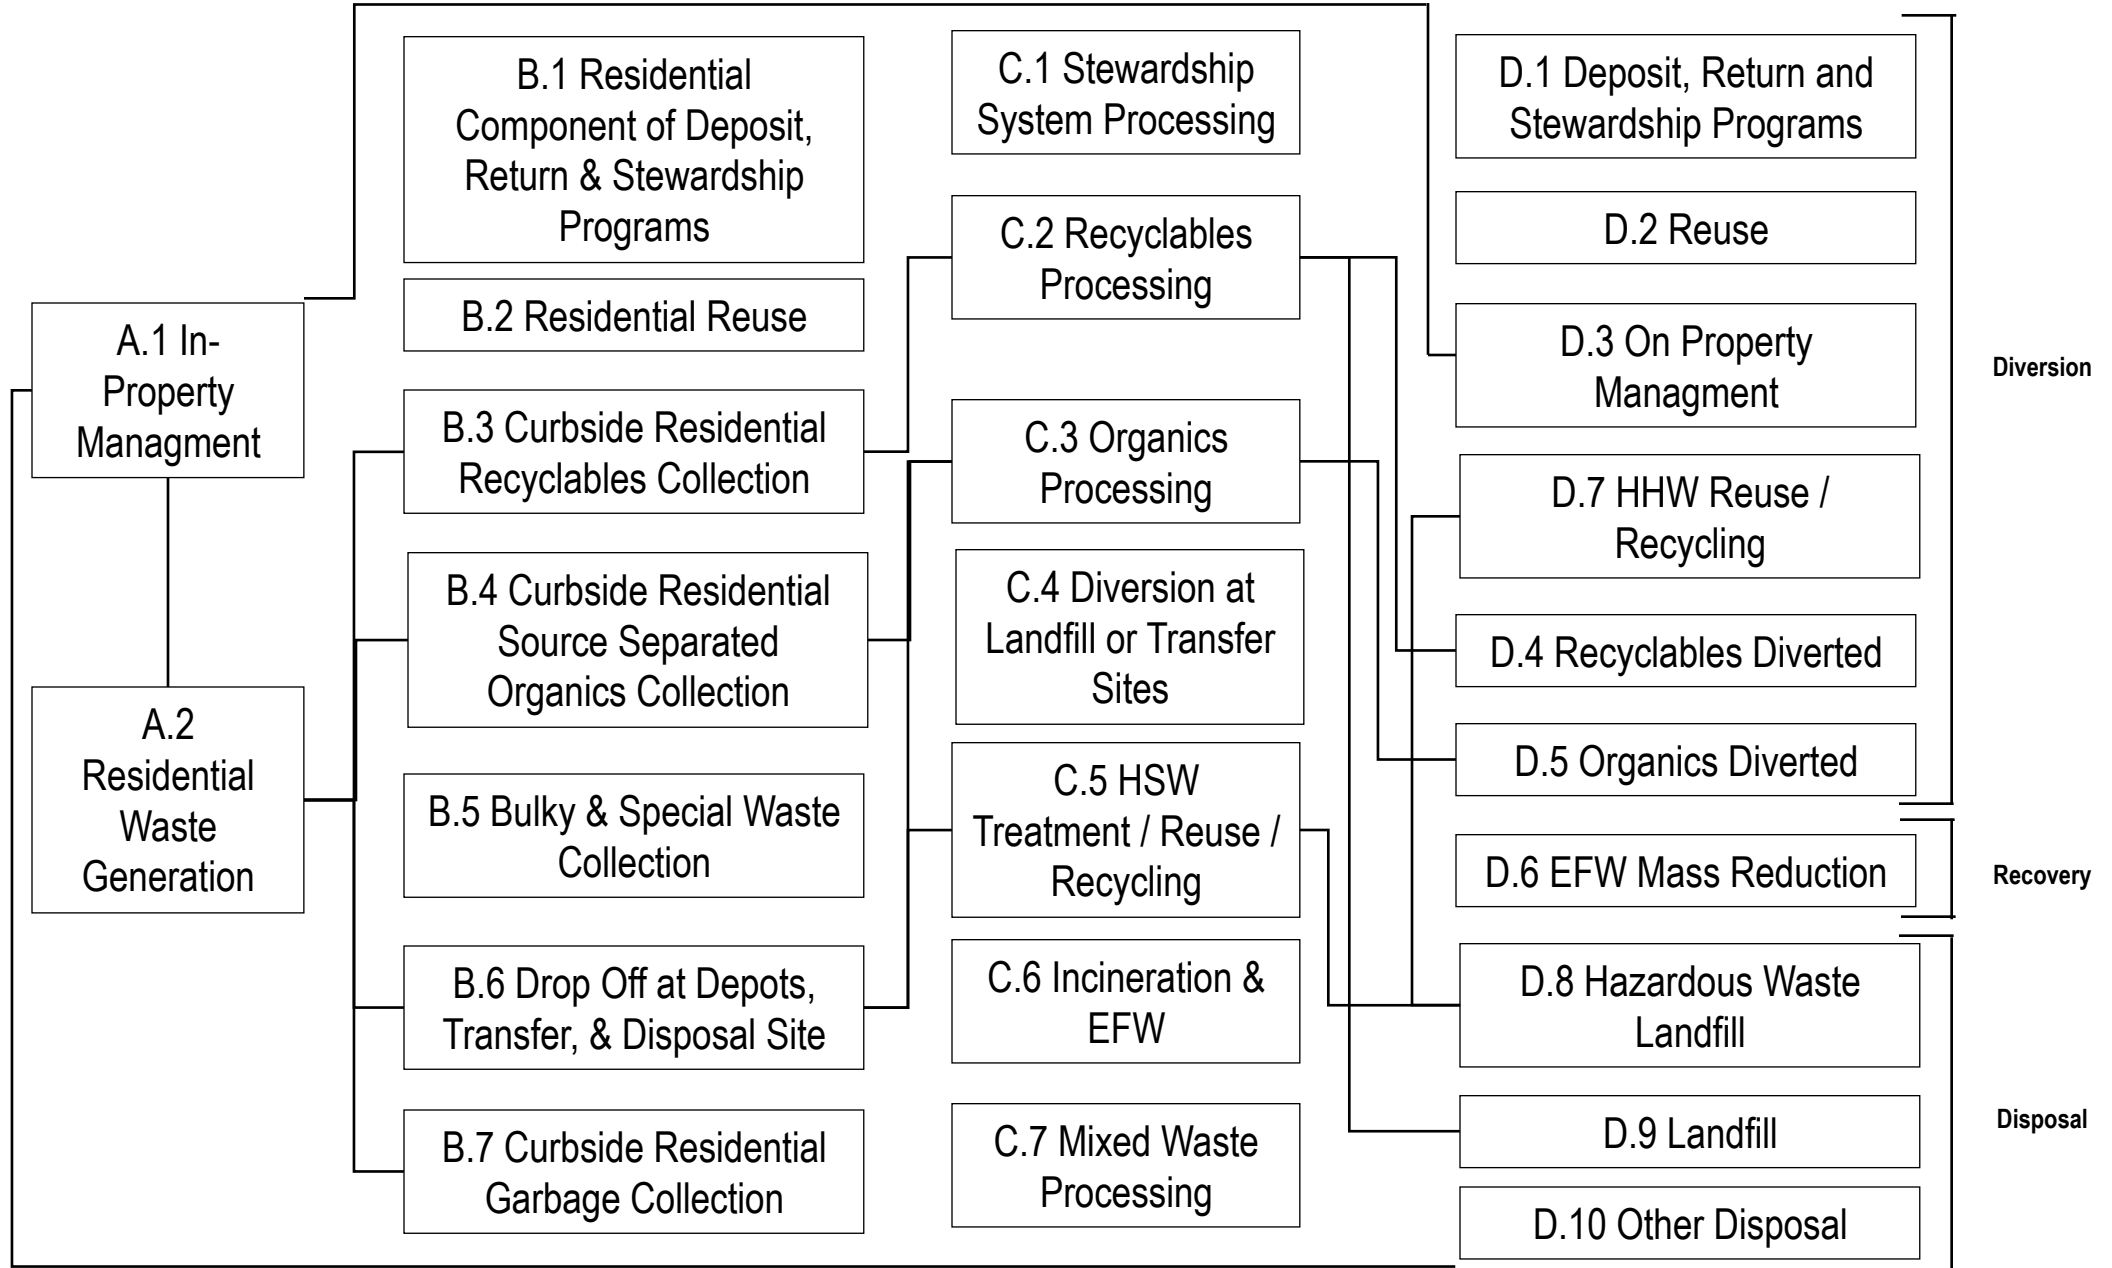 A.1 In-
Property
Managment
A.2
Residential
Waste
Generation
B.1 Residential
Component of Deposit,
Return & Stewardship
Programs
B.2 Residential Reuse
B.3 Curbside Residential
Recyclables Collection
B.4 Curbside Residential
Source Separated
Organics Collection
B.5 Bulky & Special Waste
Collection
B.6 Drop Off at Depots,
Transfer, & Disposal Site
B.7 Curbside Residential
Garbage Collection
C.1 Stewardship
System Processing
C.2 Recyclables
Processing
C.3 Organics
Processing
C.4 Diversion at
Landfill or Transfer
Sites
C.5 HSW
Treatment / Reuse /
Recycling
C.6 Incineration &
EFW
C.7 Mixed Waste
Processing
D.1 Deposit, Return and
Stewardship Programs
D.2 Reuse
D.3 On Property
Managment
D.7 HHW Reuse /
Recycling
D.4 Recyclables Diverted
D.5 Organics Diverted
D.6 EFW Mass Reduction
D.8 Hazardous Waste
Landfill
D.9 Landfill
D.10 Other Disposal
Diversion
Recovery
Disposal